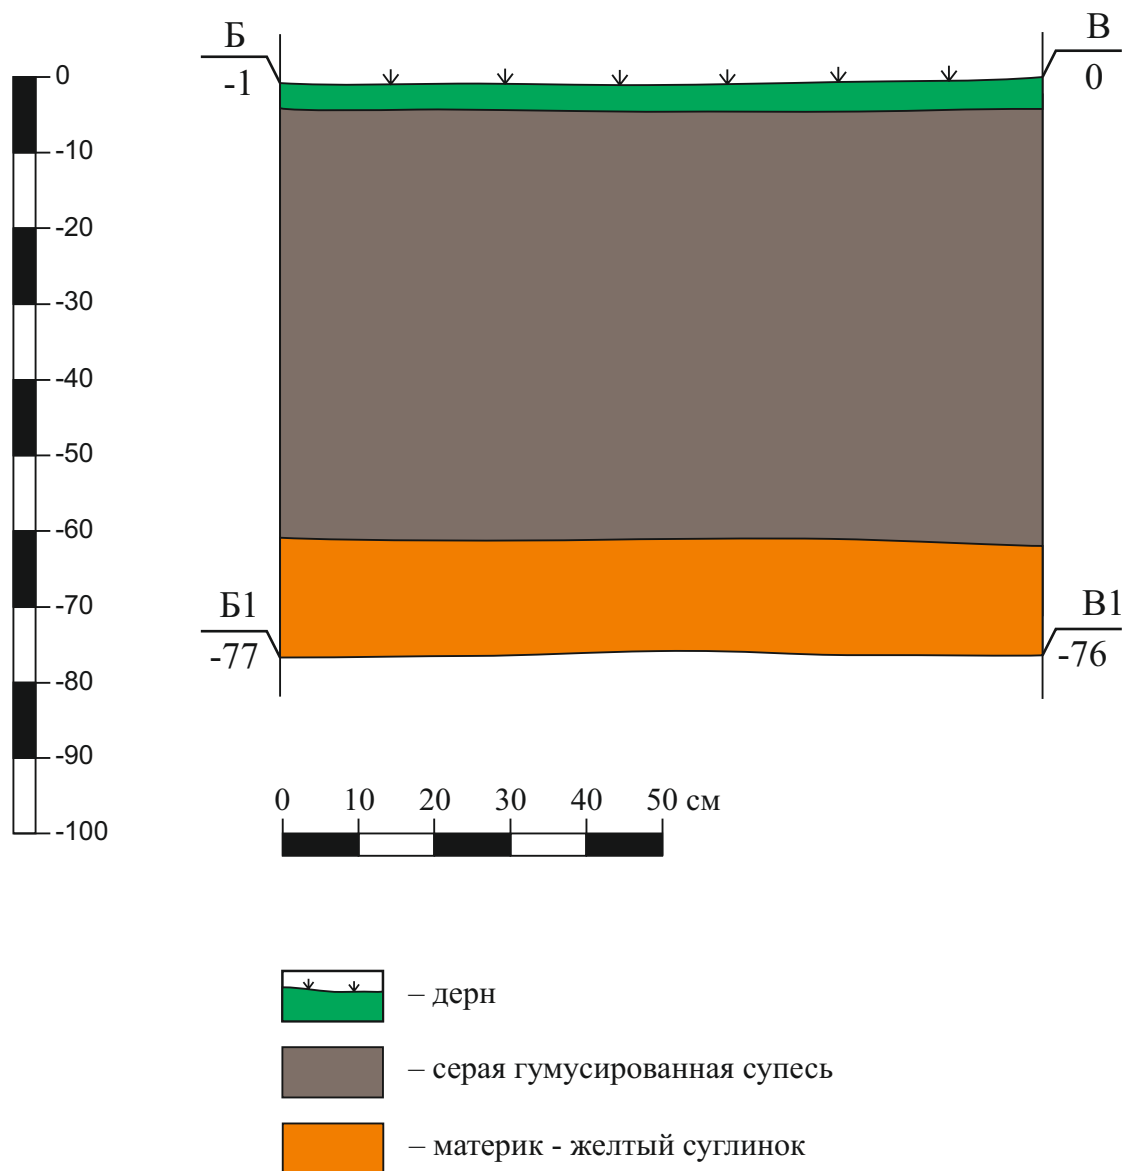 Б
В
-1
0
0
-10
-20
-30
-40
-50
-60
-70
-80
-90
-100
Б1
В1
-77
-76
0 10 20 30 40 50 см
– дерн
– серая гумусированная супесь
– материк - желтый суглинок